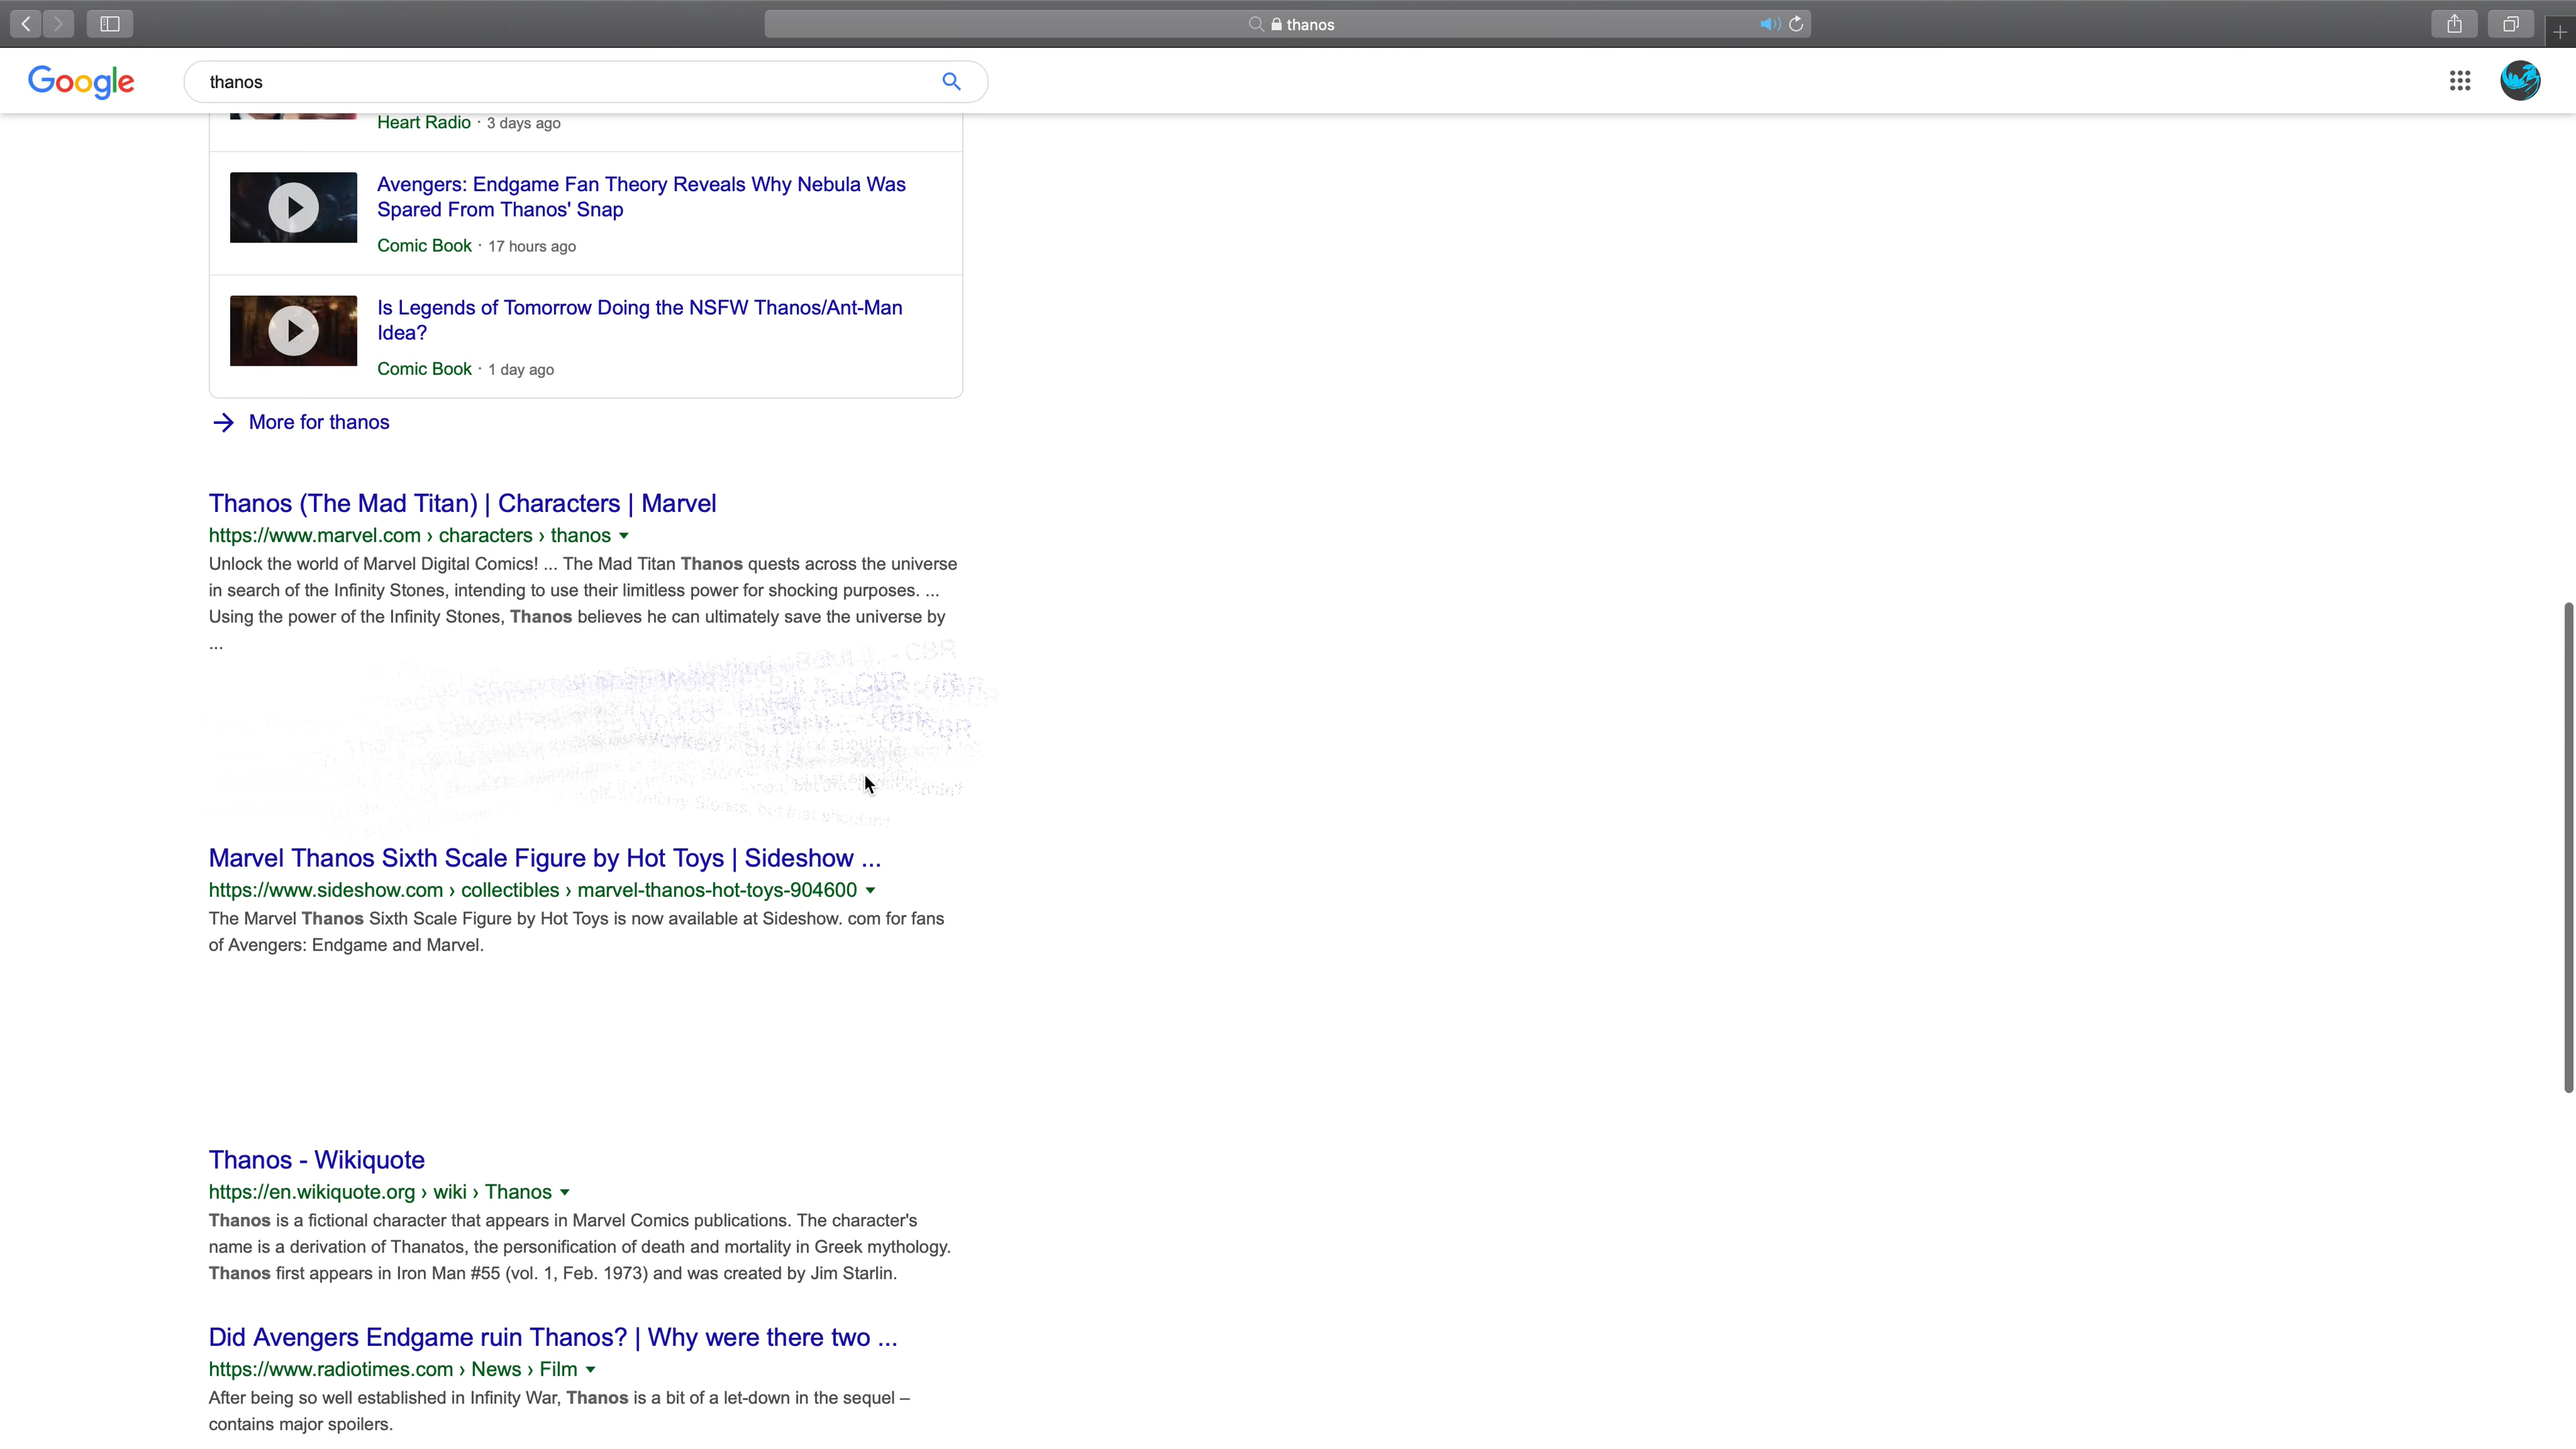 thanos
Google
thanos
Heart Radio · 3 days ago
Avengers: Endgame Fan Theory Reveals Why Nebula Was
Spared From Thanos' Snap
Comic Book · 17 hours ago
Is Legends of Tomorrow Doing the NSFW Thanos/Ant-Man
Idea?
Comic Book · 1 day ago
More for thanos
Thanos (The Mad Titan) | Characters | Marvel
https://www.marvel.com › characters › thanos
Unlock the world of Marvel Digital Comics! ... The Mad Titan Thanos quests across the universe
in search of the Infinity Stones, intending to use their limitless power for shocking purposes. ...
Using the power of the Infinity Stones, Thanos believes he can ultimately save the universe by
...
Marvel Thanos Sixth Scale Figure by Hot Toys | Sideshow ...
https://www.sideshow.com › collectibles › marvel-thanos-hot-toys-904600
The Marvel Thanos Sixth Scale Figure by Hot Toys is now available at Sideshow. com for fans
of Avengers: Endgame and Marvel.
Thanos - Wikiquote
https://en.wikiquote.org › wiki › Thanos
Thanos is a fictional character that appears in Marvel Comics publications. The character's
name is a derivation of Thanatos, the personification of death and mortality in Greek mythology.
Thanos first appears in Iron Man #55 (vol. 1, Feb. 1973) and was created by Jim Starlin.
Did Avengers Endgame ruin Thanos? | Why were there two ...
https://www.radiotimes.com › News › Film
After being so well established in Infinity War, Thanos is a bit of a let-down in the sequel –
contains major spoilers.